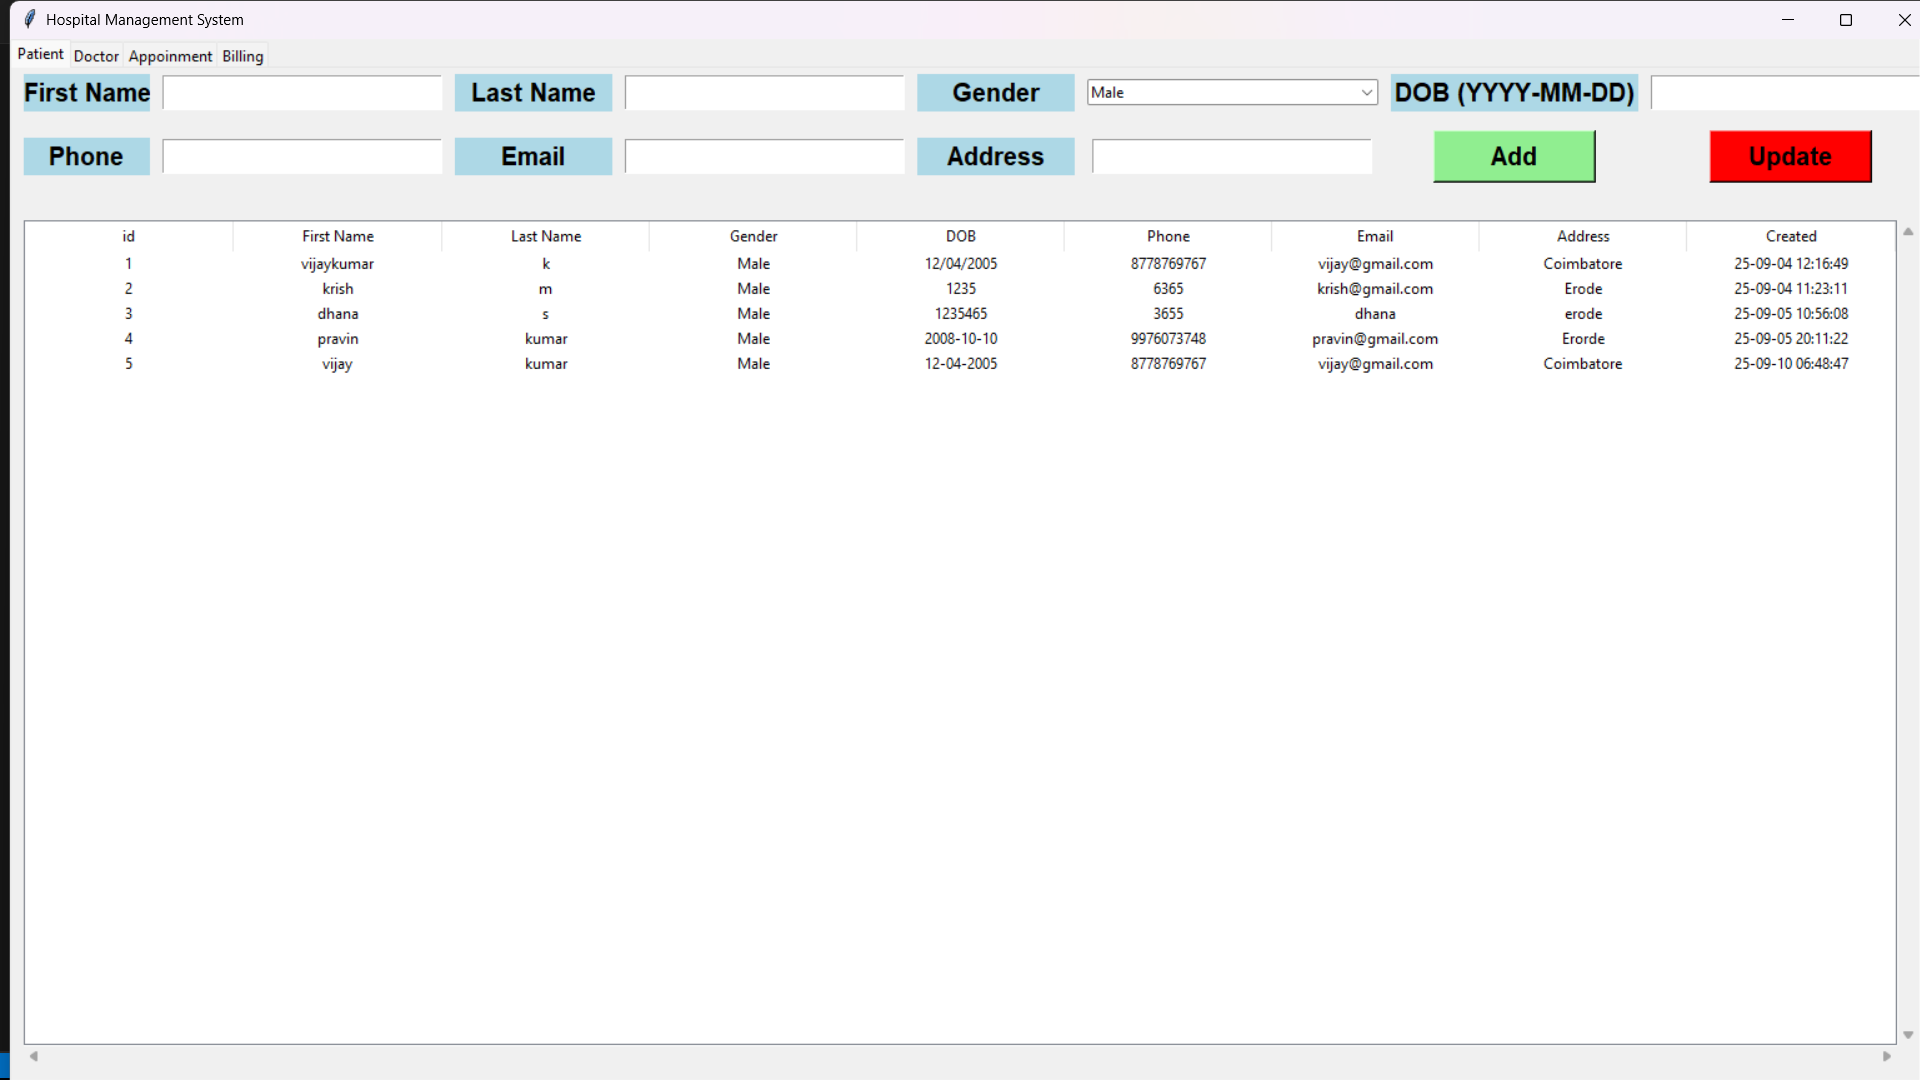 Hospital Management System
Patient Doctor Appoinment Billing
First Name Last Name Gender Male DOB (YYYY-MM-DD)
Phone Email Address Add Update
id First Name Last Name Gender DOB Phone Email Address Created
1 vijaykumar k Male 12/04/2005 8778769767 vijay@gmail.com Coimbatore 25-09-04 12:16:49
2 krish m Male 1235 6365 krish@gmail.com Erode 25-09-04 11:23:11
3 dhana s Male 1235465 3655 dhana erode 25-09-05 10:56:08
4 pravin kumar Male 2008-10-10 9976073748 pravin@gmail.com Erorde 25-09-05 20:11:22
5 vijay kumar Male 12-04-2005 8778769767 vijay@gmail.com Coimbatore 25-09-10 06:48:47